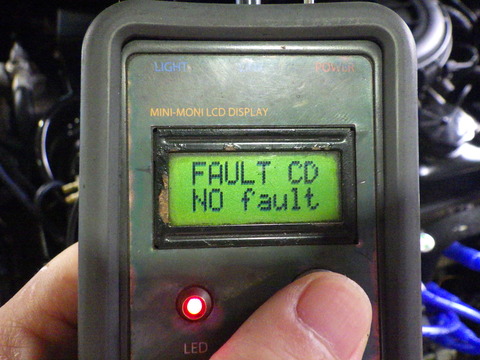 LIGHT POWER
MINI-MONI LCD DISPLAY
FAULT CD
NO fault
LED